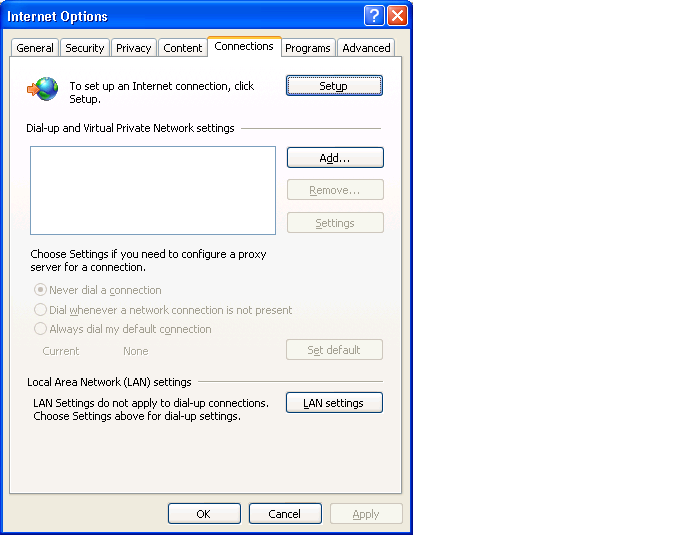 Internet Options
General Security Privacy Content Connections Programs Advanced
To set up an Internet connection, click
Setup.
Setup
Dial-up and Virtual Private Network settings
Add...
Remove...
Settings
Choose Settings if you need to configure a proxy
server for a connection.
Never dial a connection
Dial whenever a network connection is not present
Always dial my default connection
Current None
Set default
Local Area Network (LAN) settings
LAN Settings do not apply to dial-up connections.
Choose Settings above for dial-up settings.
LAN settings
OK Cancel Apply